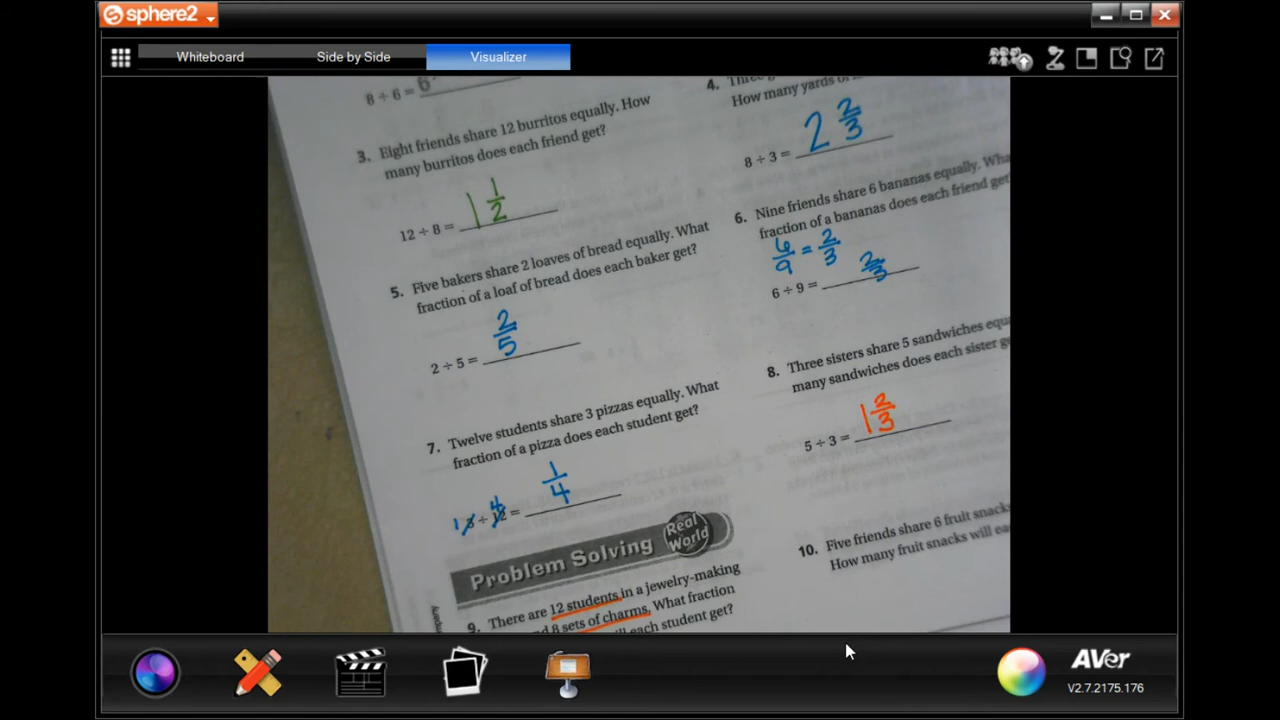 sphere2
Whiteboard
Side by Side
Visualizer
8 ÷ 6 =
3. Eight friends share 12 burritos equally. How
many burritos does each friend get?
12 ÷ 8 = 1 1/2
5. Five bakers share 2 loaves of bread equally. What
fraction of a loaf of bread does each baker get?
2 ÷ 5 = 2/5
7. Twelve students share 3 pizzas equally. What
fraction of a pizza does each student get?
1 4 1/4
3 ÷ 12 =
Problem Solving Real World
9. There are 12 students in a jewelry-making
8 sets of charms. What fraction
each student get?
4. Three
How many yards of
8 ÷ 3 = 2 2/3
6. Nine friends share 6 bananas equally.
fraction of a bananas does each friend get
6/9 = 2/3
6 ÷ 9 = 2/3
8. Three sisters share 5 sandwiches
many sandwiches does each sister
5 ÷ 3 = 1 2/3
10. Five friends share 6 fruit
How many fruit snacks will
AVer
V2.7.2175.176